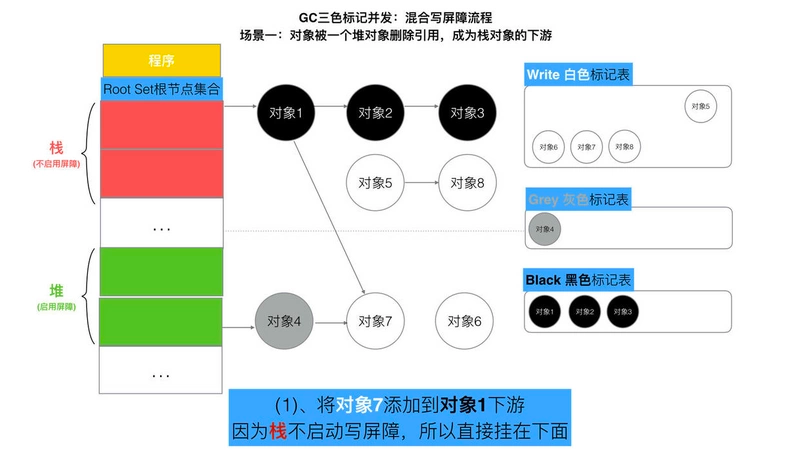 GC三色标记并发：混合写屏障流程
场景一：对象被一个堆对象删除引用，成为栈对象的下游
程序
Root Set根节点集合
栈
(不启用屏障)
...
堆
(启用屏障)
...
对象1
对象2
对象3
对象5
对象8
对象4
对象7
对象6
Write 白色标记表
对象5
对象6
对象7
对象8
Grey 灰色标记表
对象4
Black 黑色标记表
对象1
对象2
对象3
(1)、将对象7添加到对象1下游
因为栈不启动写屏障，所以直接挂在下面